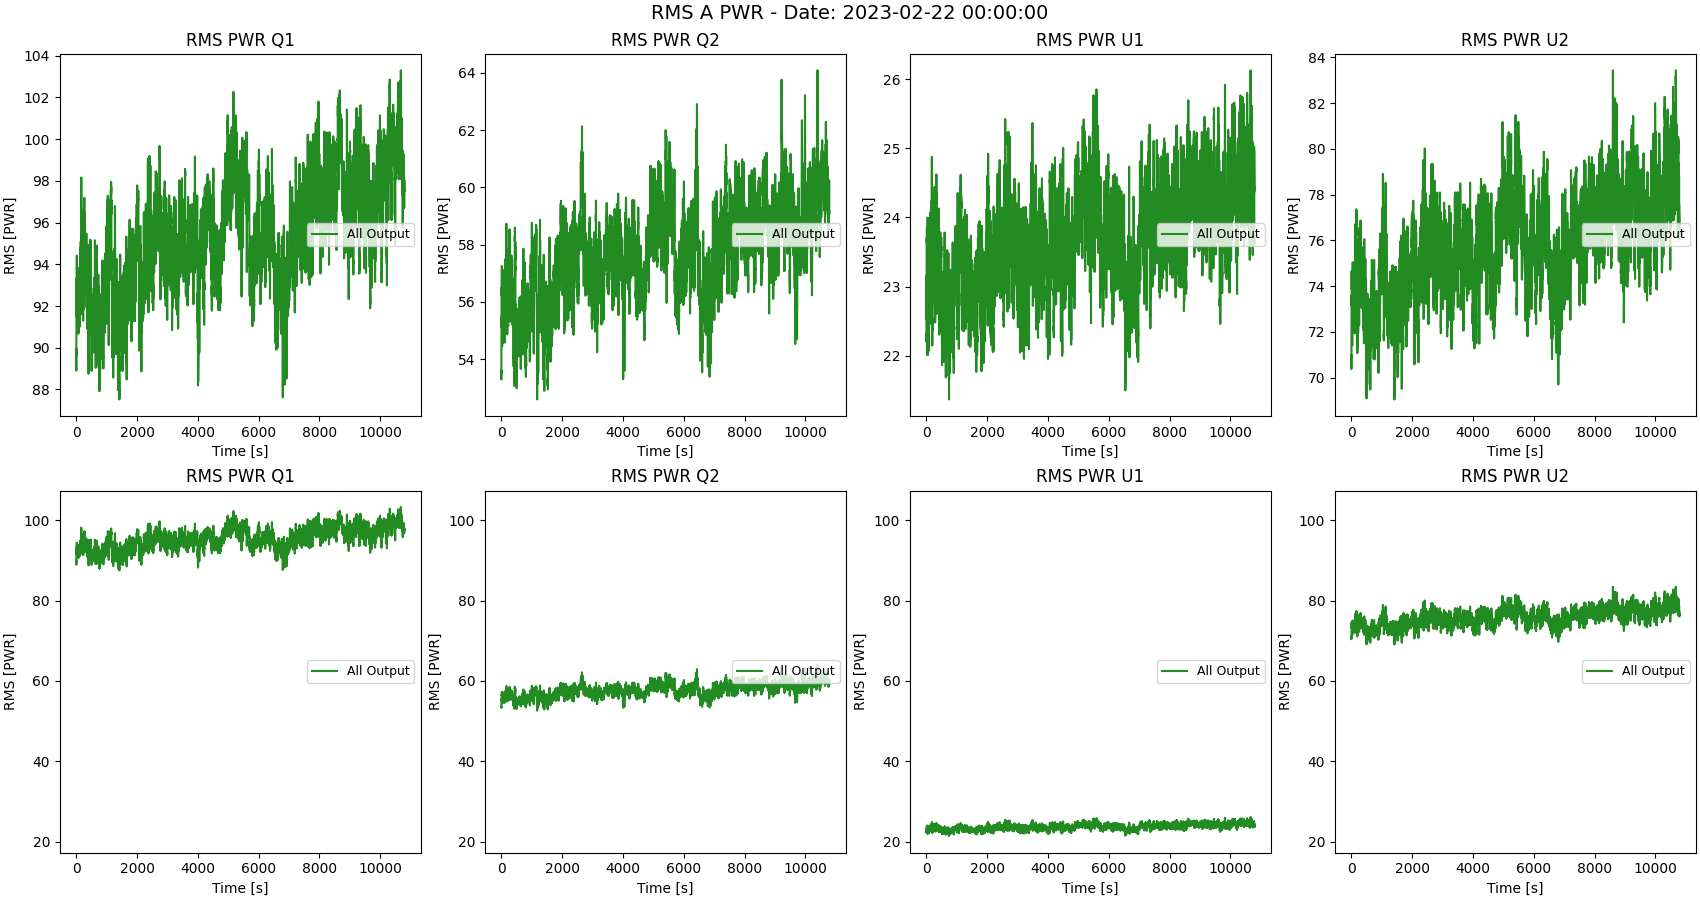 RMS A PWR - Date: 2023-02-22 00:00:00
RMS PWR Q1
RMS PWR Q2
RMS PWR U1
RMS PWR U2
104
102
100
98
96
94
92
90
88
RMS [PWR]
All Output
0 2000 4000 6000 8000 10000
Time [s]
64
62
60
58
56
54
RMS [PWR]
All Output
0 2000 4000 6000 8000 10000
Time [s]
26
25
24
23
22
RMS [PWR]
All Output
0 2000 4000 6000 8000 10000
Time [s]
84
82
80
78
76
74
72
70
RMS [PWR]
All Output
0 2000 4000 6000 8000 10000
Time [s]
RMS PWR Q1
RMS PWR Q2
RMS PWR U1
RMS PWR U2
100
80
60
40
20
RMS [PWR]
All Output
0 2000 4000 6000 8000 10000
Time [s]
100
80
60
40
20
RMS [PWR]
All Output
0 2000 4000 6000 8000 10000
Time [s]
100
80
60
40
20
RMS [PWR]
All Output
0 2000 4000 6000 8000 10000
Time [s]
100
80
60
40
20
RMS [PWR]
All Output
0 2000 4000 6000 8000 10000
Time [s]